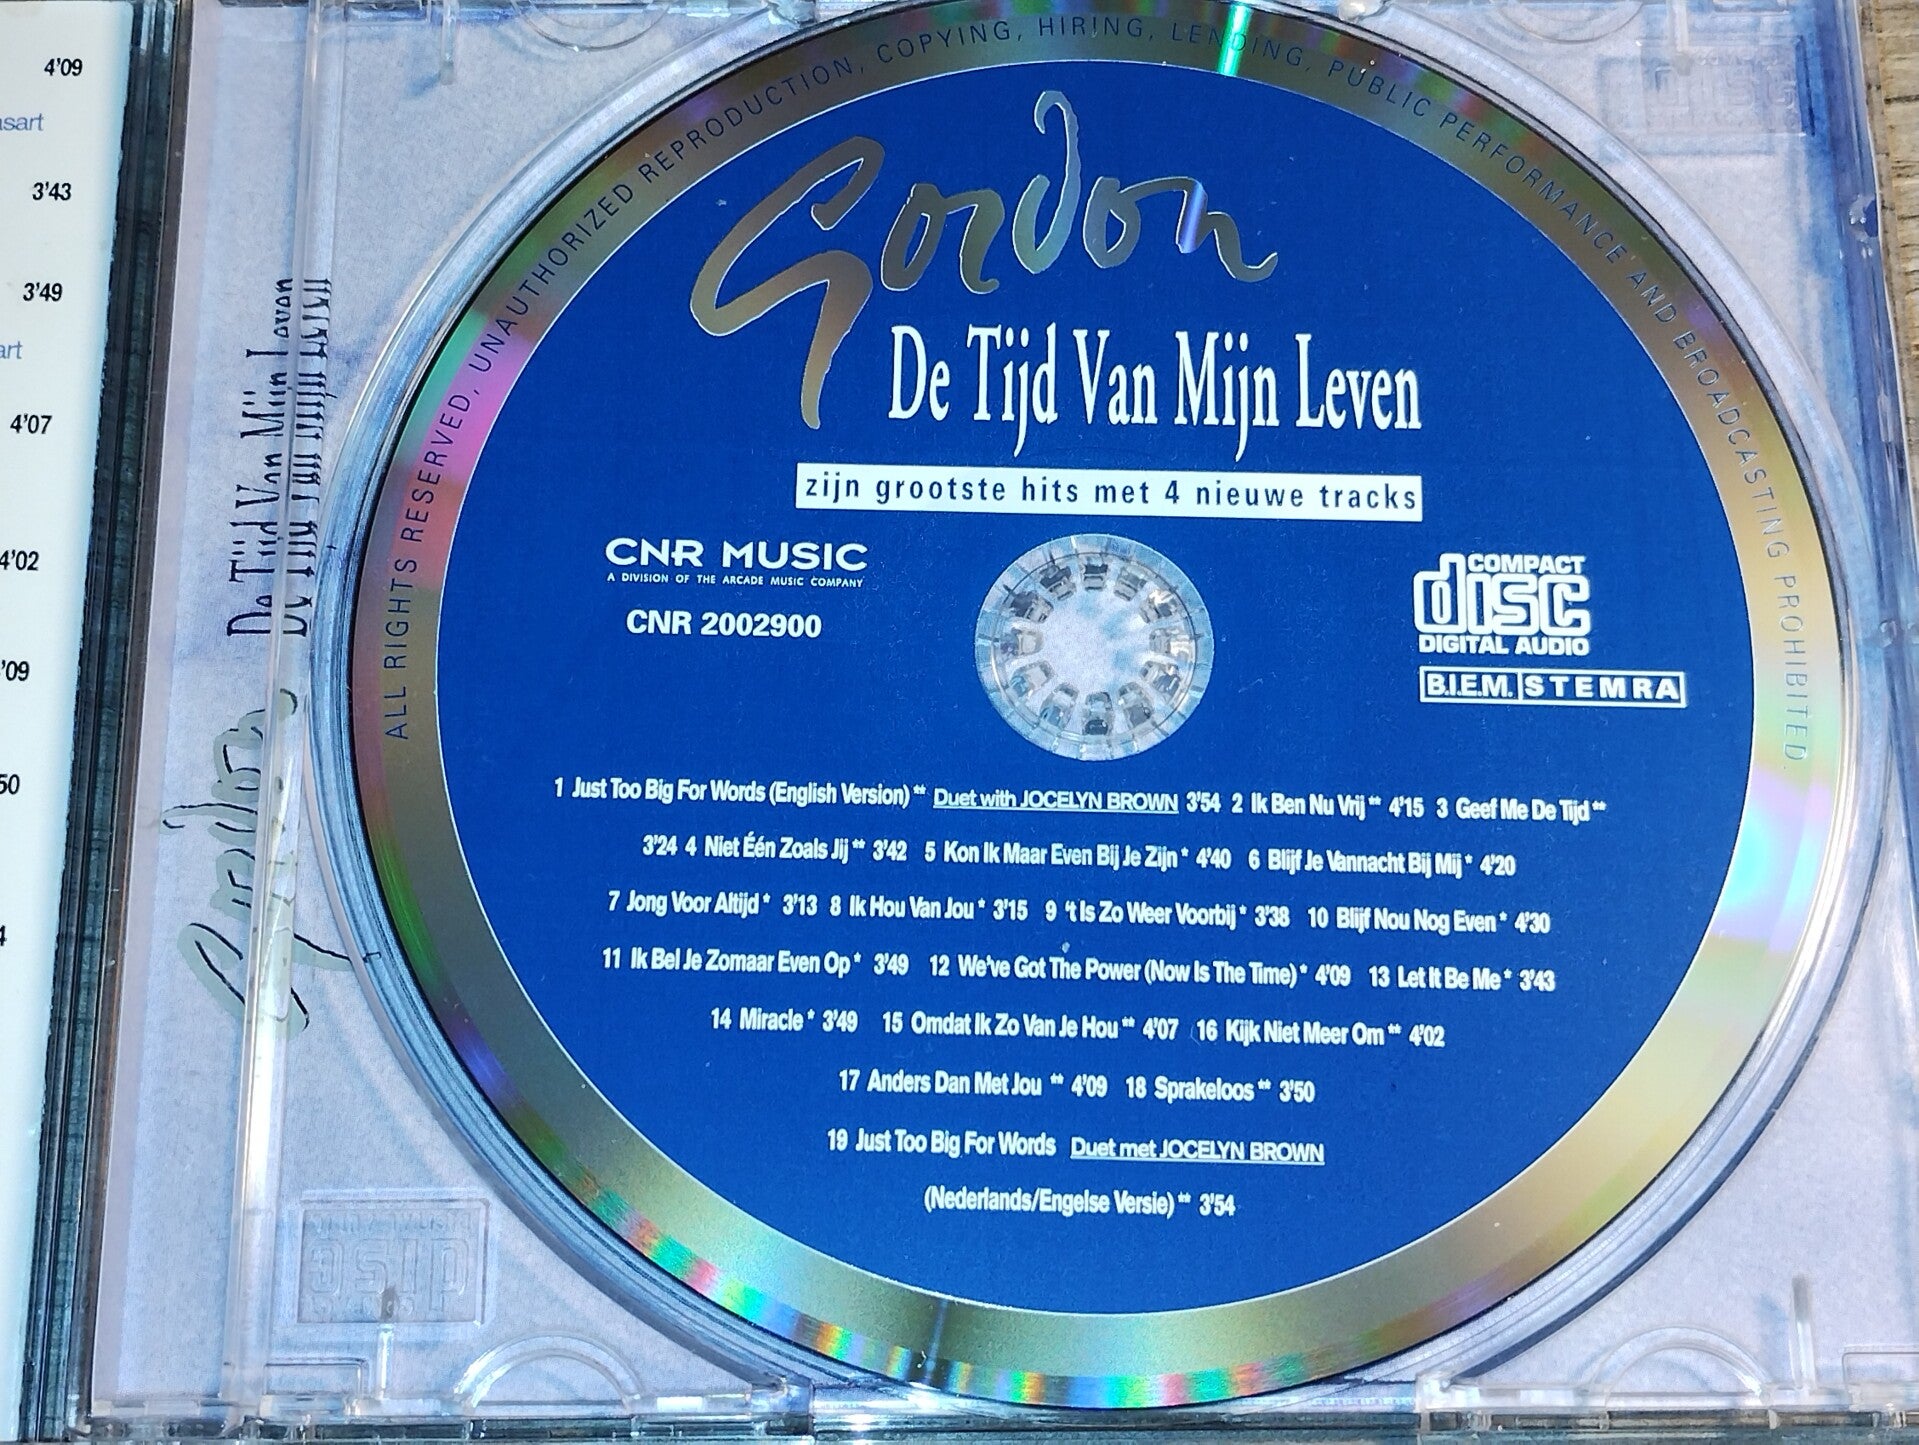 4'09
asart
3'43
3'49
art
4'07
4'02
'09
50
4
De Tijd Van Mijn Leven
Gordon
ALL RIGHTS RESERVED, UNAUTHORIZED REPRODUCTION, COPYING, HIRING, LENDING, PUBLIC PERFORMANCE AND BROADCASTING PROHIBITED
Gordon
De Tijd Van Mijn Leven
zijn grootste hits met 4 nieuwe tracks
CNR MUSIC
A DIVISION OF THE ARCADE MUSIC COMPANY
CNR 2002900
COMPACT
disc
DIGITAL AUDIO
B.I.E.M. STEMRA
1 Just Too Big For Words (English Version) ** Duet with JOCELYN BROWN 3'54 2 Ik Ben Nu Vrij ** 4'15 3 Geef Me De Tijd **
3'24 4 Niet Één Zoals Jij ** 3'42 5 Kon Ik Maar Even Bij Je Zijn * 4'40 6 Blijf Je Vannacht Bij Mij * 4'20
7 Jong Voor Altijd * 3'13 8 Ik Hou Van Jou * 3'15 9 't Is Zo Weer Voorbij * 3'38 10 Blijf Nou Nog Even * 4'30
11 Ik Bel Je Zomaar Even Op * 3'49 12 We've Got The Power (Now Is The Time) * 4'09 13 Let It Be Me * 3'43
14 Miracle * 3'49 15 Omdat Ik Zo Van Je Hou ** 4'07 16 Kijk Niet Meer Om ** 4'02
17 Anders Dan Met Jou ** 4'09 18 Sprakeloos ** 3'50
19 Just Too Big For Words Duet met JOCELYN BROWN
(Nederlands/Engelse Versie) ** 3'54
disc